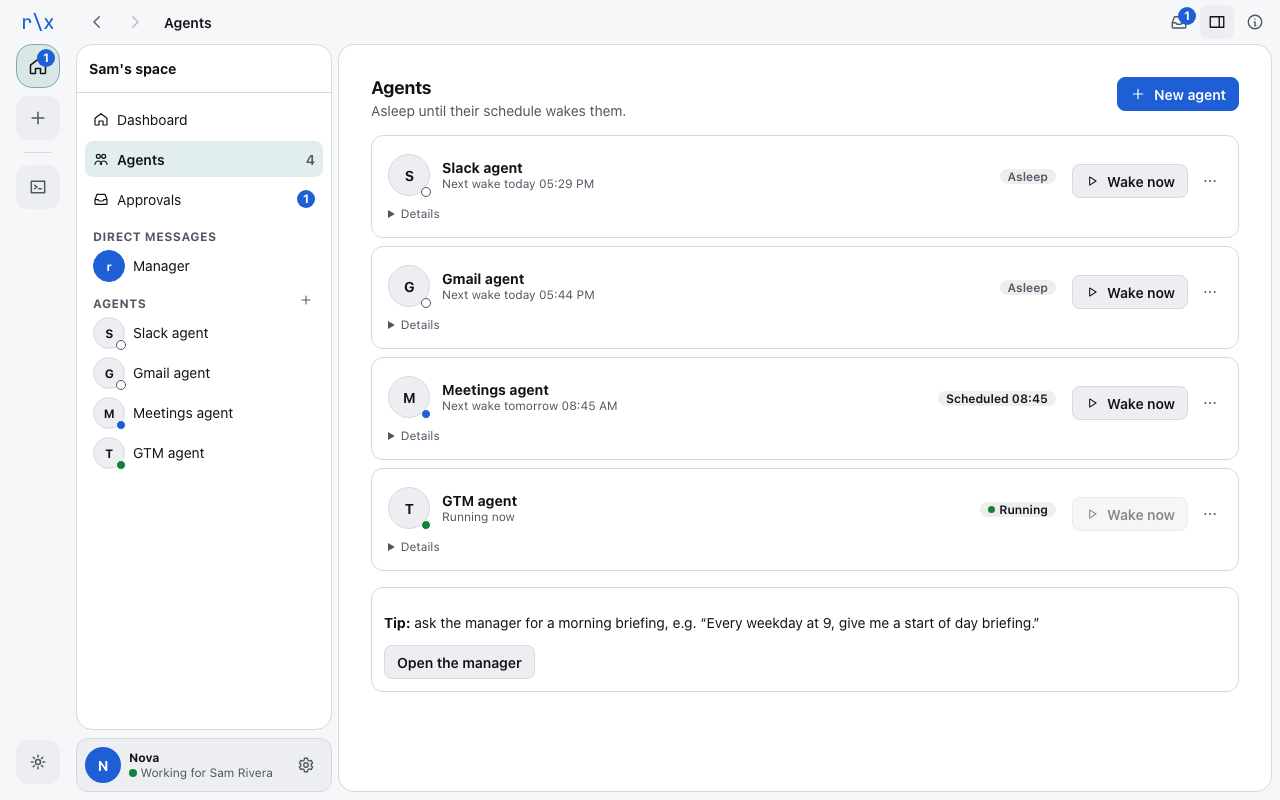 r\x
Agents
1
1
Sam's space
Dashboard
Agents
4
Approvals
1
DIRECT MESSAGES
r
Manager
AGENTS
S
Slack agent
G
Gmail agent
M
Meetings agent
T
GTM agent
N
Nova
Working for Sam Rivera
Agents
Asleep until their schedule wakes them.
New agent
S
Slack agent
Next wake today 05:29 PM
Asleep
Wake now
Details
G
Gmail agent
Next wake today 05:44 PM
Asleep
Wake now
Details
M
Meetings agent
Next wake tomorrow 08:45 AM
Scheduled 08:45
Wake now
Details
T
GTM agent
Running now
Running
Wake now
Details
Tip: ask the manager for a morning briefing, e.g. “Every weekday at 9, give me a start of day briefing.”
Open the manager